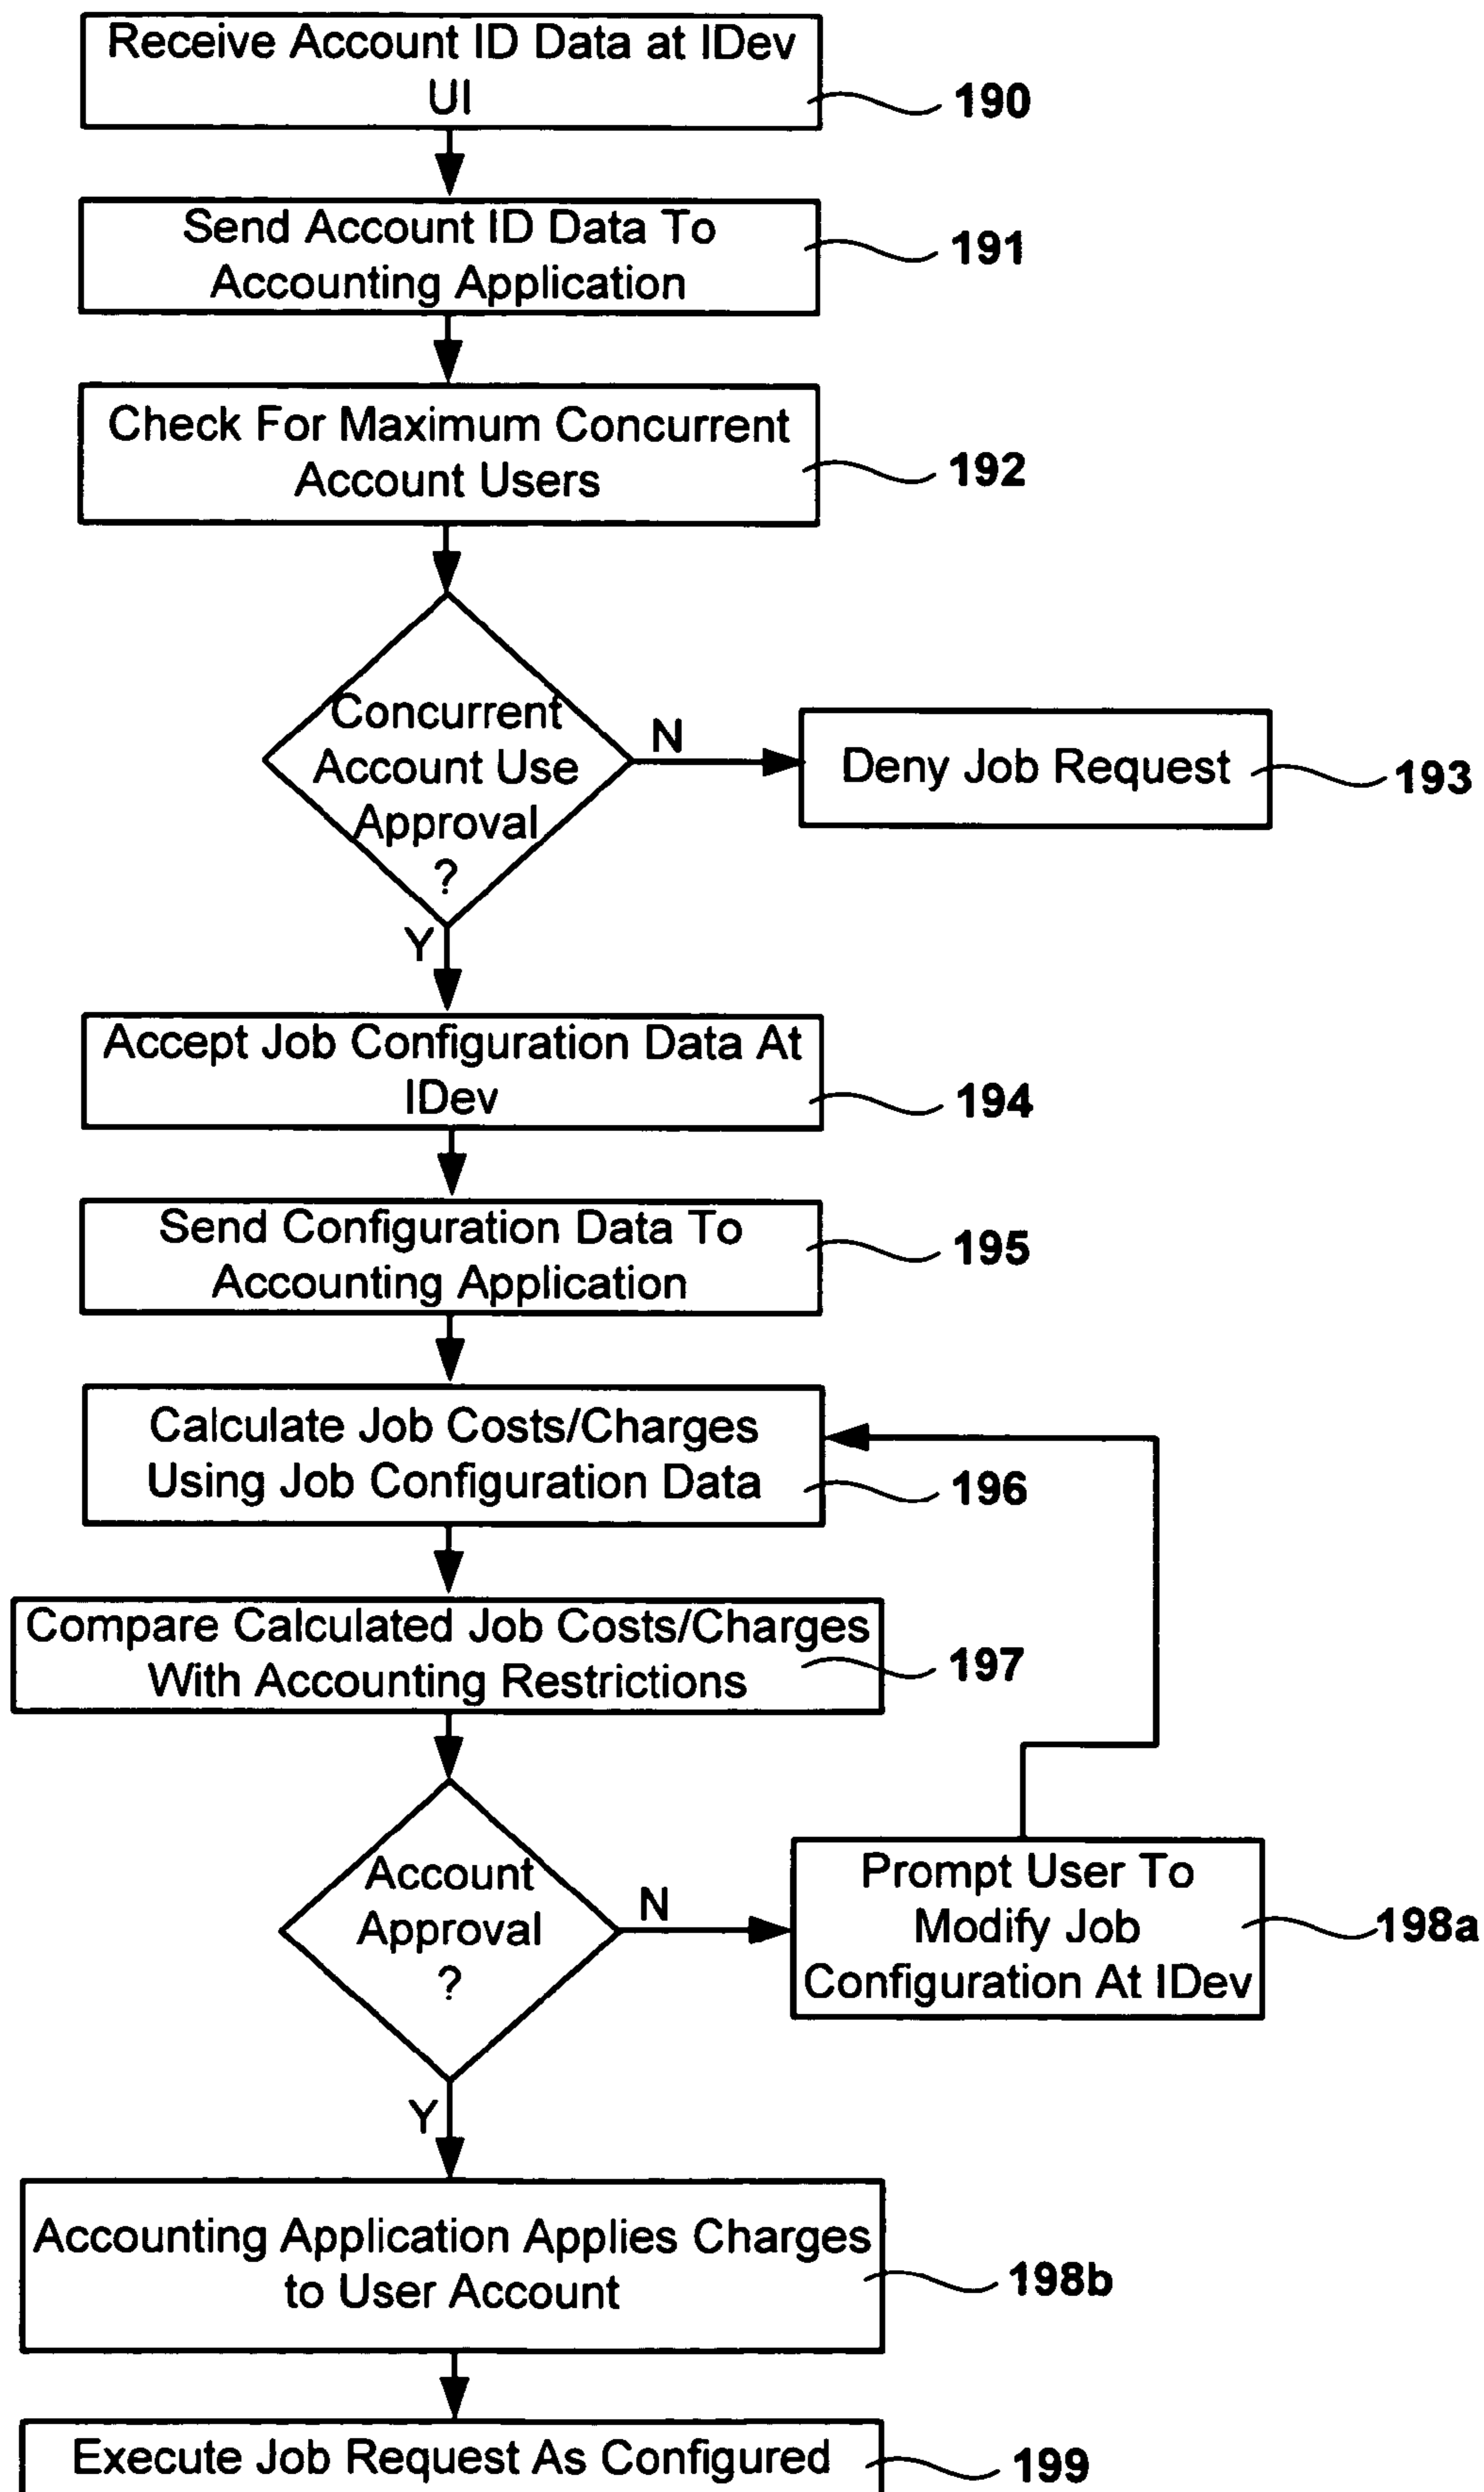 Receive Account ID Data at IDev
UI
190
Send Account ID Data To
Accounting Application
191
Check For Maximum Concurrent
Account Users
192
Concurrent
Account Use
Approval
?
N
Deny Job Request
193
Y
Accept Job Configuration Data At
IDev
194
Send Configuration Data To
Accounting Application
195
Calculate Job Costs/Charges
Using Job Configuration Data
196
Compare Calculated Job Costs/Charges
With Accounting Restrictions
197
Account
Approval
?
N
Prompt User To
Modify Job
Configuration At IDev
198a
Y
Accounting Application Applies Charges
to User Account
198b
Execute Job Request As Configured
199